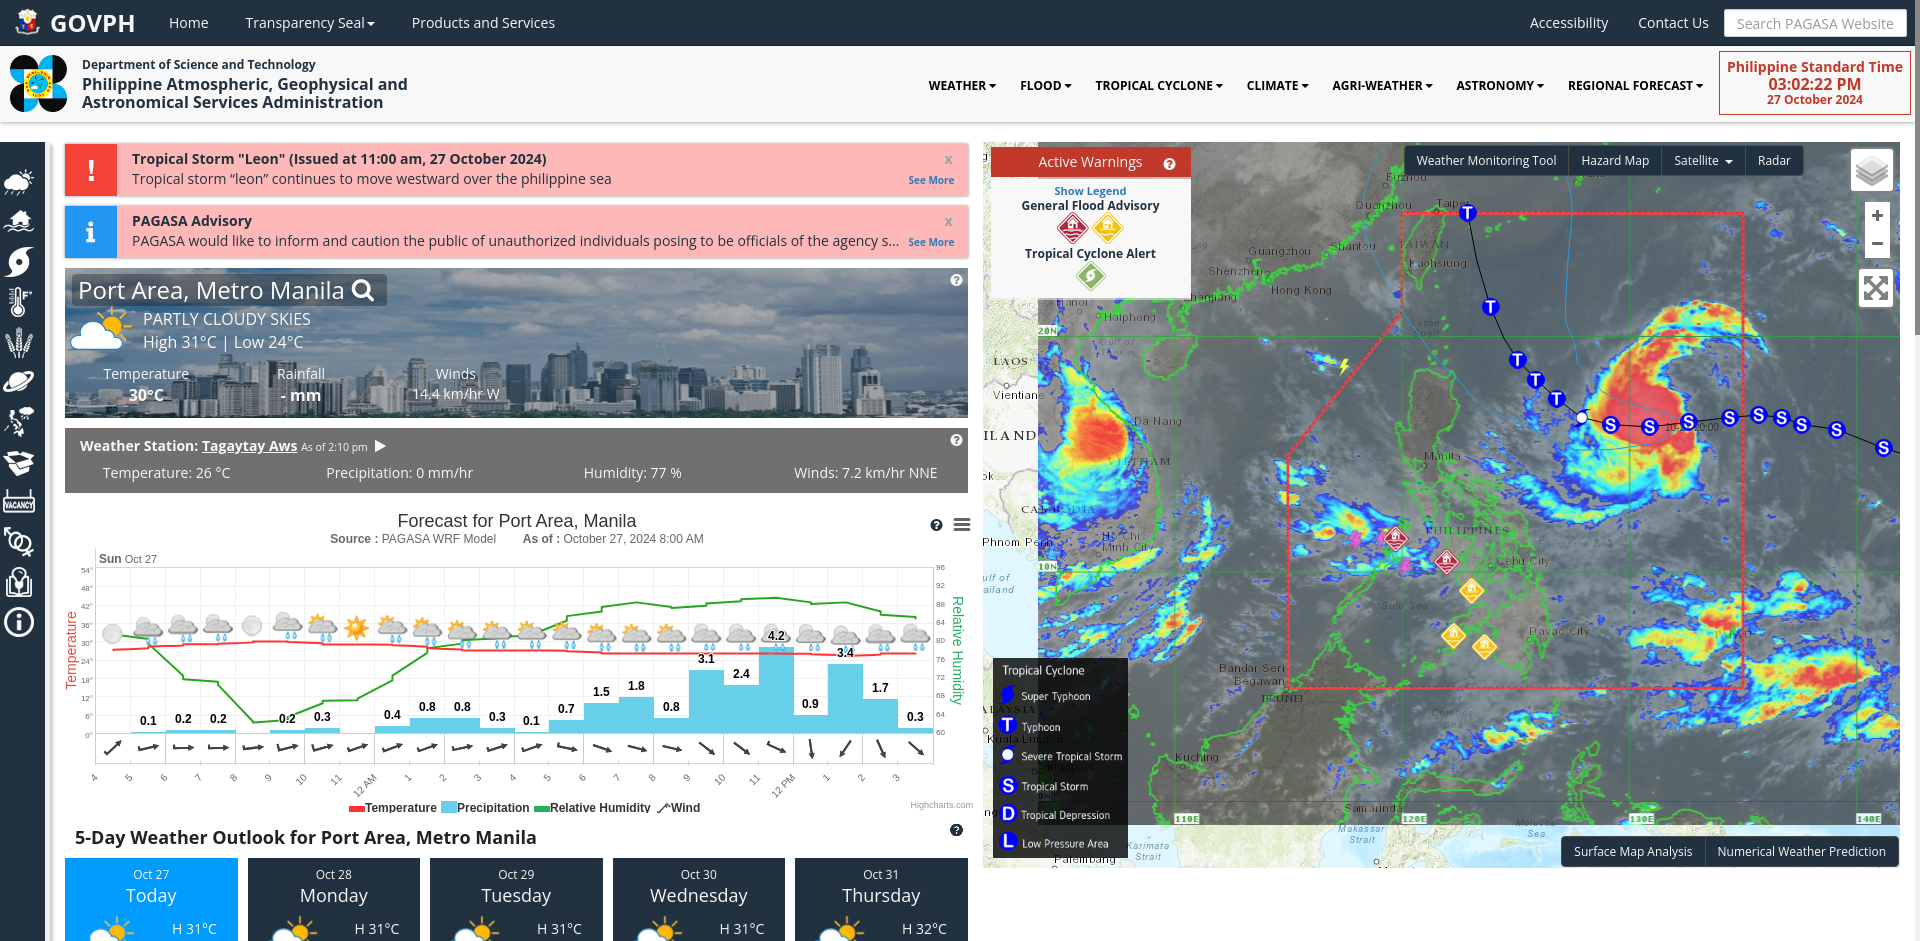 GOVPH
Home
Transparency Seal
Products and Services
Accessibility
Contact Us
Search PAGASA Website
Department of Science and Technology
Philippine Atmospheric, Geophysical and
Astronomical Services Administration
WEATHER
FLOOD
TROPICAL CYCLONE
CLIMATE
AGRI-WEATHER
ASTRONOMY
REGIONAL FORECAST
Philippine Standard Time
03:02:22 PM
27 October 2024
Tropical Storm "Leon" (Issued at 11:00 am, 27 October 2024)
x
Tropical storm “leon” continues to move westward over the philippine sea
See More
PAGASA Advisory
x
PAGASA would like to inform and caution the public of unauthorized individuals posing to be officials of the agency s...
See More
Port Area, Metro Manila
PARTLY CLOUDY SKIES
High 31°C | Low 24°C
Temperature
Rainfall
Winds
30°C
- mm
14.4 km/hr W
Weather Station: Tagaytay Aws As of 2:10 pm
Temperature: 26 °C
Precipitation: 0 mm/hr
Humidity: 77 %
Winds: 7.2 km/hr NNE
VACANCY
Forecast for Port Area, Manila
Source : PAGASA WRF Model
As of : October 27, 2024 8:00 AM
Sun Oct 27
Temperature
54°
48°
42°
36°
30°
24°
18°
12°
6°
0°
0.1
0.2
0.2
0.2
0.3
0.4
0.8
0.8
0.3
0.1
0.7
1.5
1.8
0.8
3.1
2.4
4.2
0.9
3.4
1.7
0.3
96
92
88
84
80
76
72
68
64
60
Relative Humidity
4
5
6
7
8
9
10
11
12 AM
1
2
3
4
5
6
7
8
9
10
11
12 PM
1
2
3
Temperature
Precipitation
Relative Humidity
Wind
Highcharts.com
5-Day Weather Outlook for Port Area, Metro Manila
Oct 27
Today
H 31°C
Oct 28
Monday
H 31°C
Oct 29
Tuesday
H 31°C
Oct 30
Wednesday
H 31°C
Oct 31
Thursday
H 32°C
Active Warnings
Show Legend
General Flood Advisory
Tropical Cyclone Alert
Weather Monitoring Tool
Hazard Map
Satellite
Radar
+
−
Fuzhou
Quanzhou
Taipei
Guangzhou
Shantou
TAIWAN
Shenzhen
Kaohsiung
Hong Kong
Zhanjiang
Hanoi
Haiphong
20N
Luzon
Strait
Gulf of
Tonkin
LAOS
Vientiane
Da Nang
ILAND
VIETNAM
Manila
ok
CAMBODIA
PHILIPPINES
Phnom Penh
Ho Chi
Minh City
10N
Cebu City
ulf of
ailand
Sulu Sea
Davao City
PALAU
Bandar Seri
Begawan
BRUNEI
ALAYSIA
Kuala Lumpur
Kuching
Samarinda
110E
120E
130E
140E
Makassar
Strait
Molucca
Sea
Karimata
Strait
Palembang
T
T
T
T
T
S
S
S
S
S
S
S
S
S
Tropical Cyclone
Super Typhoon
T Typhoon
Severe Tropical Storm
S Tropical Storm
D Tropical Depression
L Low Pressure Area
Surface Map Analysis
Numerical Weather Prediction